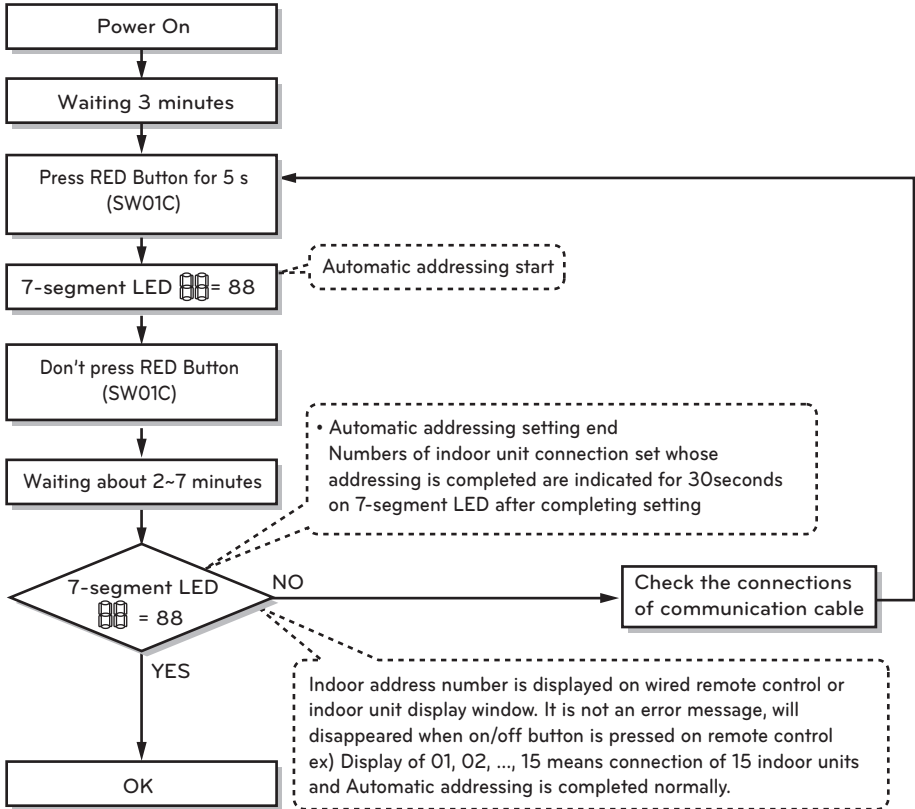 Power On
Waiting 3 minutes
Press RED Button for 5 s
(SW01C)
7-segment LED 88= 88
Automatic addressing start
Don't press RED Button
(SW01C)
• Automatic addressing setting end
Numbers of indoor unit connection set whose
addressing is completed are indicated for 30seconds
on 7-segment LED after completing setting
Waiting about 2~7 minutes
7-segment LED
88 = 88
NO
Check the connections
of communication cable
YES
Indoor address number is displayed on wired remote control or
indoor unit display window. It is not an error message, will
disappeared when on/off button is pressed on remote control
ex) Display of 01, 02, ..., 15 means connection of 15 indoor units
and Automatic addressing is completed normally.
OK